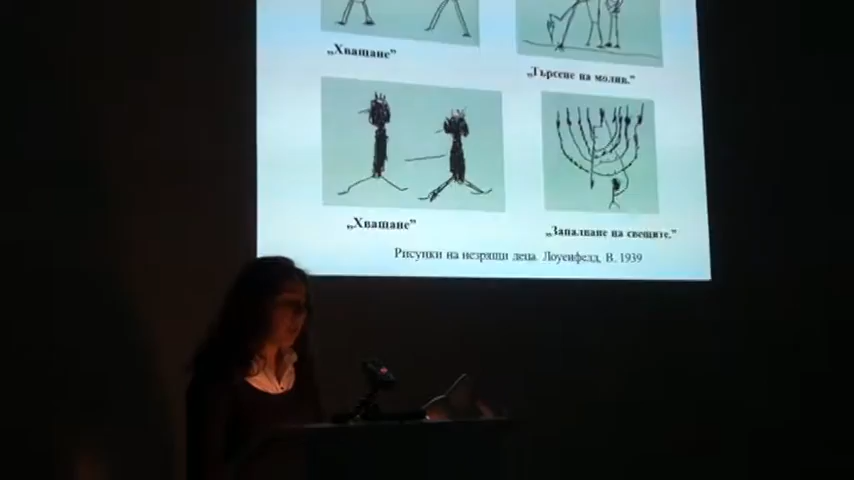 „Хващане”
„Търсене на молив.”
„Хващане”
„Запалване на свещите.”
Рисунки на незрящи деца. Лоуенфелд, В. 1939